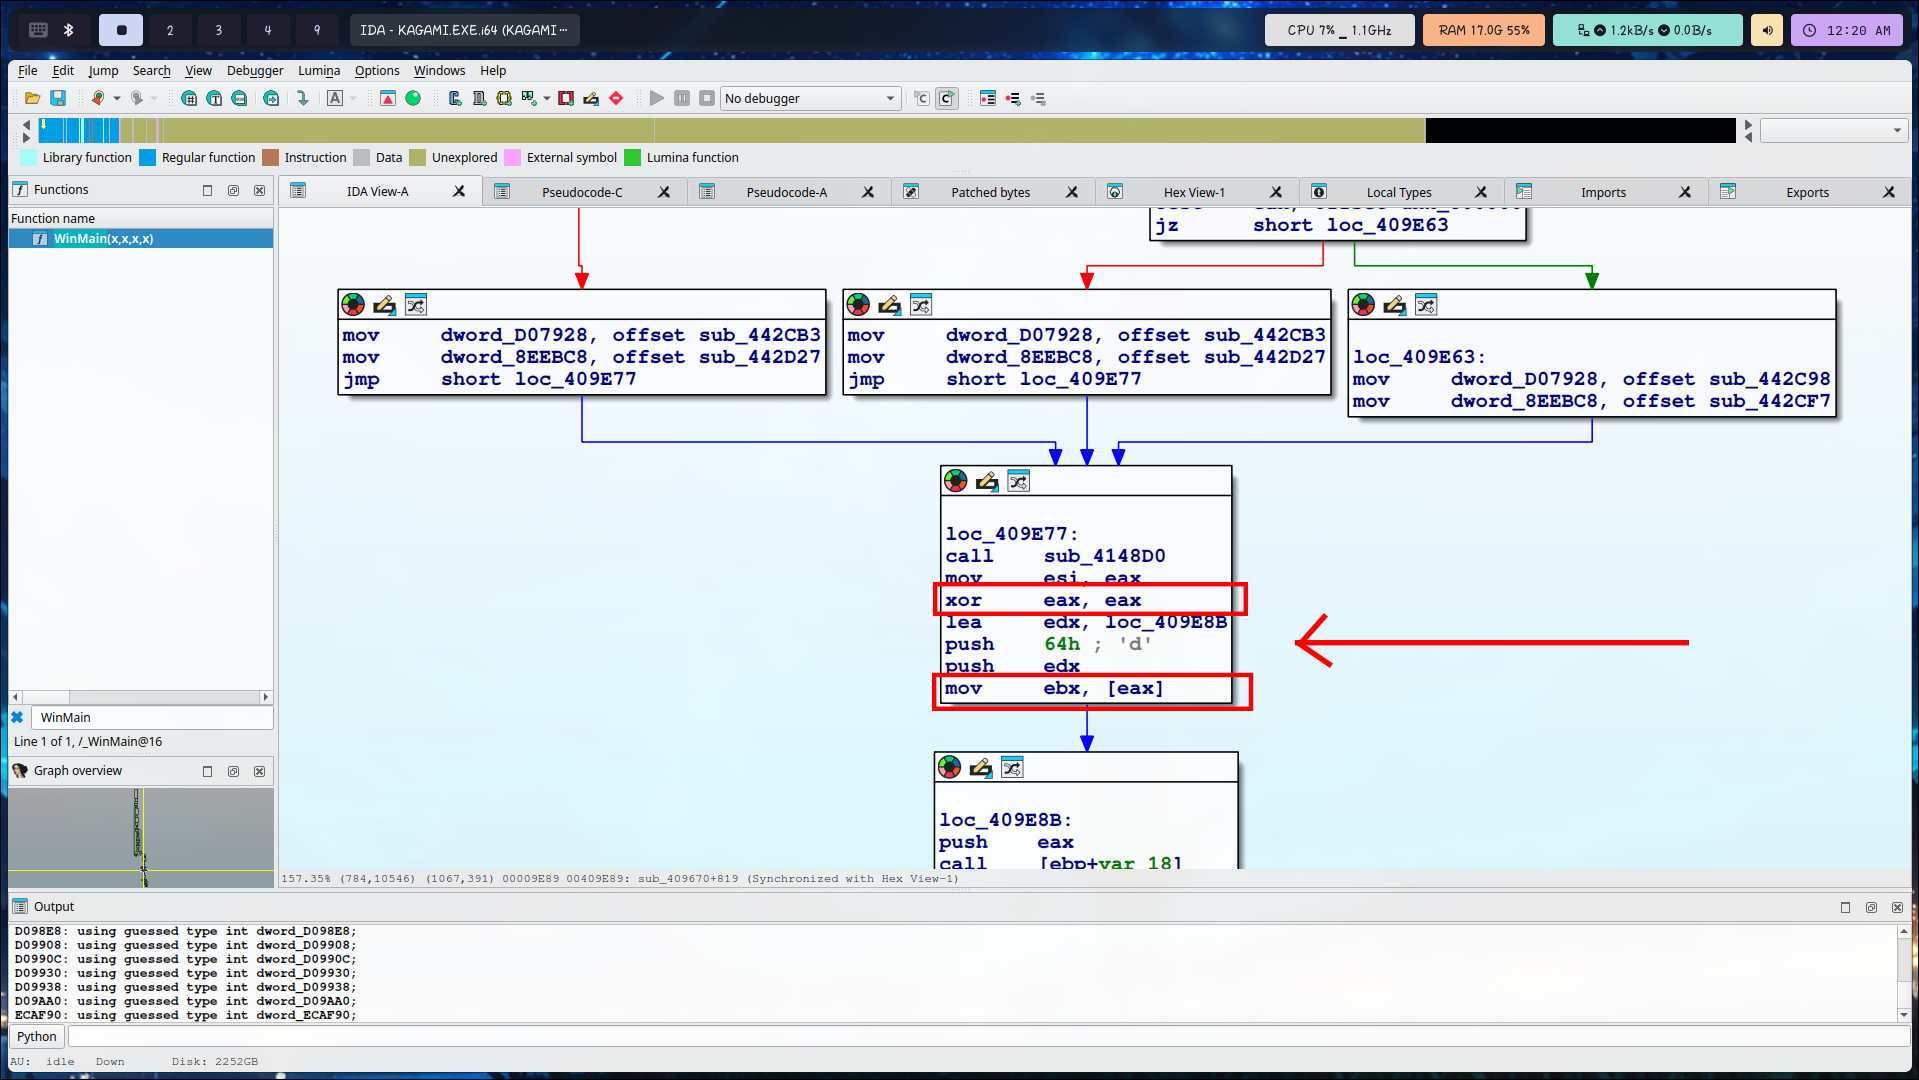 2
3
4
9
IDA - KAGAMI.EXE.i64 (KAGAMI ⋯
CPU 7% _ 1.1GHz
RAM 17.0G 55%
1.2kB/s 0.0B/s
12:20 AM
File Edit Jump Search View Debugger Lumina Options Windows Help
No debugger
Library function Regular function Instruction Data Unexplored External symbol Lumina function
Functions
IDA View-A
Pseudocode-C
Pseudocode-A
Patched bytes
Hex View-1
Local Types
Imports
Exports
Function name
WinMain(x,x,x,x)
jz short loc_409E63
mov dword_D07928, offset sub_442CB3
mov dword_8EEBC8, offset sub_442D27
jmp short loc_409E77
mov dword_D07928, offset sub_442CB3
mov dword_8EEBC8, offset sub_442D27
jmp short loc_409E77
loc_409E63:
mov dword_D07928, offset sub_442C98
mov dword_8EEBC8, offset sub_442CF7
loc_409E77:
call sub_4148D0
mov esi, eax
xor eax, eax
lea edx, loc_409E8B
push 64h ; 'd'
push edx
mov ebx, [eax]
loc_409E8B:
push eax
call [ebp+var_18]
WinMain
Line 1 of 1, /_WinMain@16
Graph overview
157.35% (784,10546) (1067,391) 00009E89 00409E89: sub_409670+819 (Synchronized with Hex View-1)
Output
D098E8: using guessed type int dword_D098E8;
D09908: using guessed type int dword_D09908;
D0990C: using guessed type int dword_D0990C;
D09930: using guessed type int dword_D09930;
D09938: using guessed type int dword_D09938;
D09AA0: using guessed type int dword_D09AA0;
ECAF90: using guessed type int dword_ECAF90;
Python
AU: idle Down Disk: 2252GB